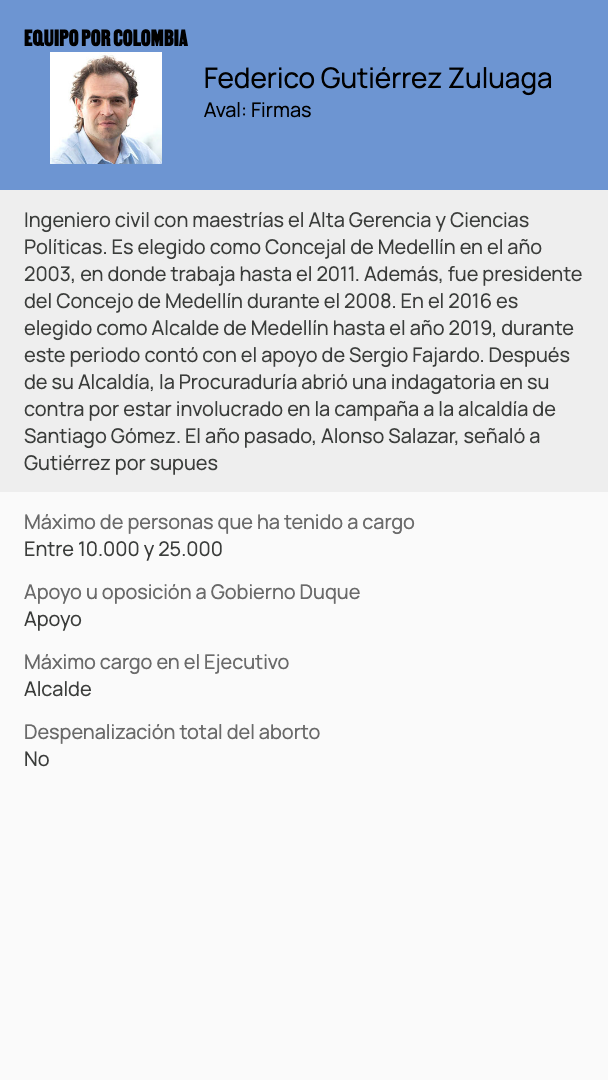 EQUIPO POR COLOMBIA
Federico Gutiérrez Zuluaga
Aval: Firmas
Ingeniero civil con maestrías el Alta Gerencia y Ciencias
Políticas. Es elegido como Concejal de Medellín en el año
2003, en donde trabaja hasta el 2011. Además, fue presidente
del Concejo de Medellín durante el 2008. En el 2016 es
elegido como Alcalde de Medellín hasta el año 2019, durante
este periodo contó con el apoyo de Sergio Fajardo. Después
de su Alcaldía, la Procuraduría abrió una indagatoria en su
contra por estar involucrado en la campaña a la alcaldía de
Santiago Gómez. El año pasado, Alonso Salazar, señaló a
Gutiérrez por supues
Máximo de personas que ha tenido a cargo
Entre 10.000 y 25.000
Apoyo u oposición a Gobierno Duque
Apoyo
Máximo cargo en el Ejecutivo
Alcalde
Despenalización total del aborto
No